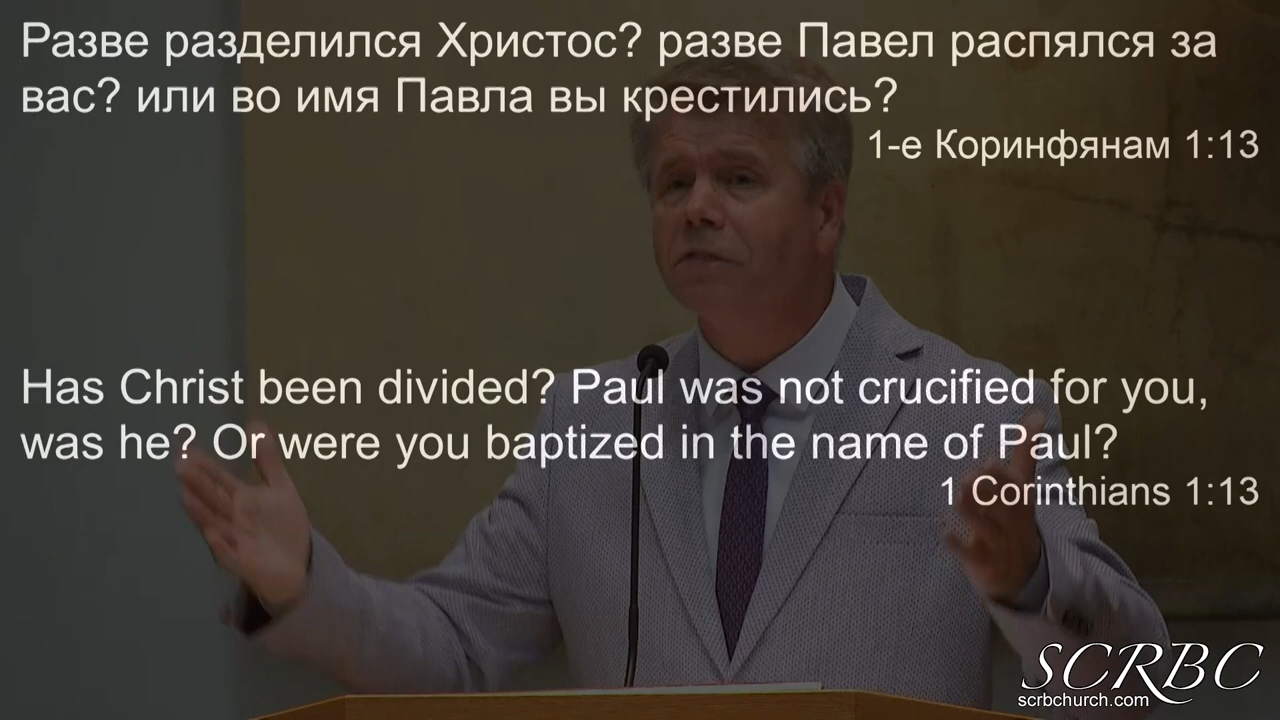 Разве разделился Христос? разве Павел распялся за
вас? или во имя Павла вы крестились?
1-е Коринфянам 1:13
Has Christ been divided? Paul was not crucified for you,
was he? Or were you baptized in the name of Paul?
1 Corinthians 1:13
SCRBC
scrbchurch.com